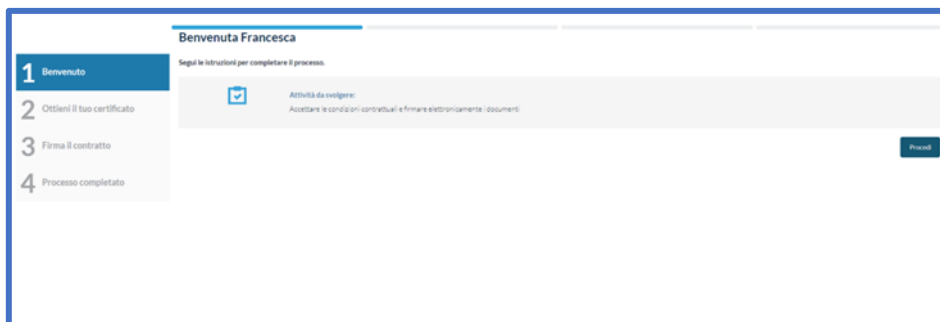 Benvenuta Francesca
Segui le istruzioni per completare il processo.
1 Benvenuto
2 Ottieni il tuo certificato
3 Firma il contratto
4 Processo completato
Attività da svolgere:
Accettare le condizioni contrattuali e firmare elettronicamente i documenti
Procedi